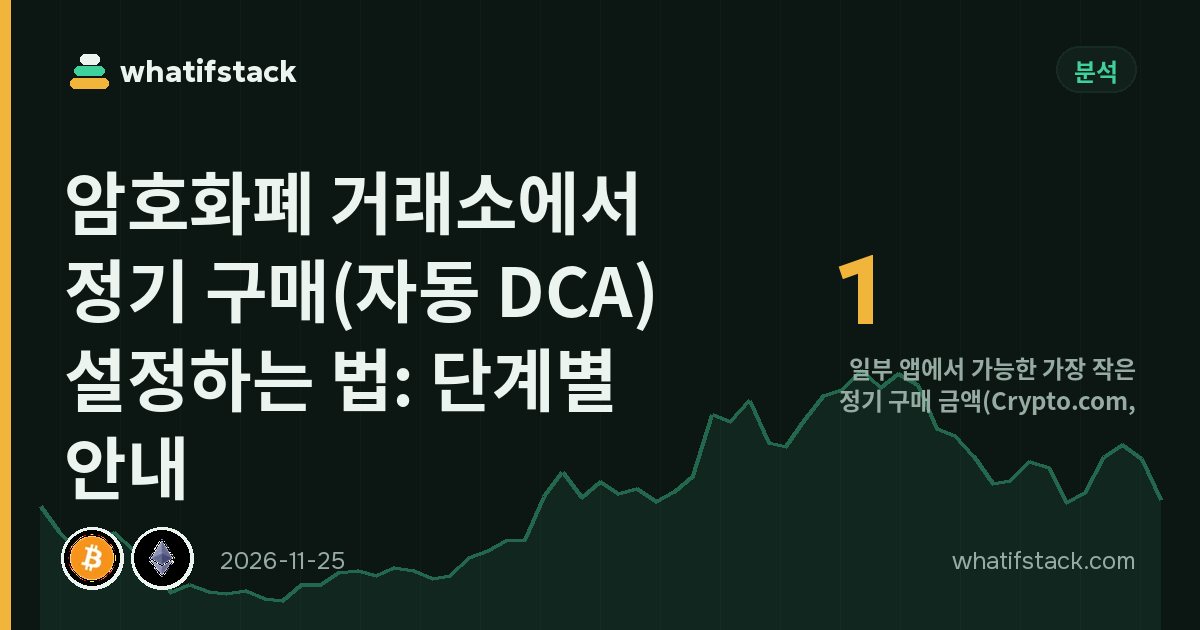 whatifstack
분석
암호화폐 거래소에서
정기 구매(자동 DCA)
설정하는 법: 단계별
안내
1
일부 앱에서 가능한 가장 작은
정기 구매 금액(Crypto.com,
2026-11-25
whatifstack.com